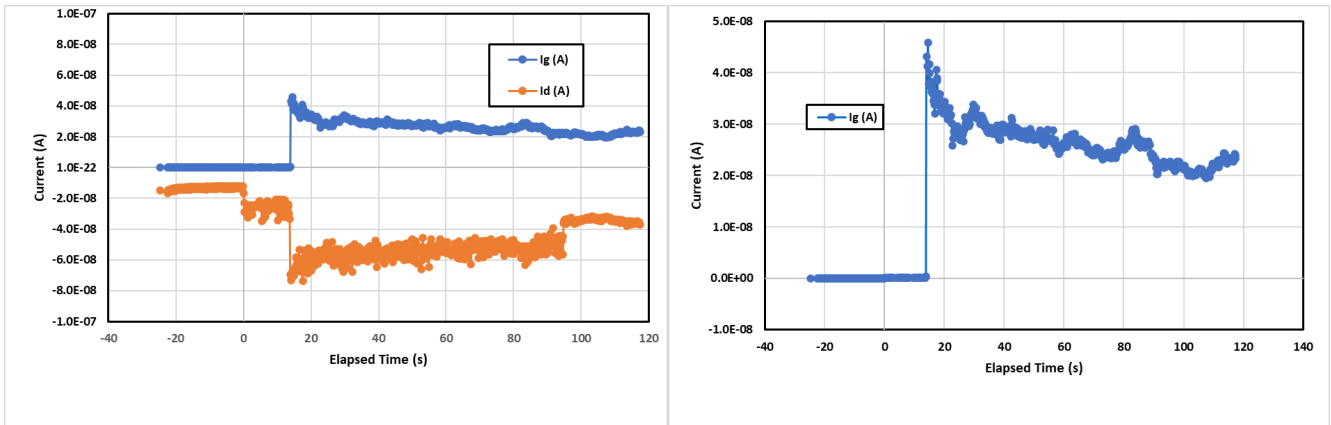 1.0E-07
8.0E-08
6.0E-08
4.0E-08
2.0E-08
1.0E-22
-2.0E-08
-4.0E-08
-6.0E-08
-8.0E-08
-1.0E-07
Current (A)
Ig (A)
Id (A)
-40 -20 0 20 40 60 80 100 120
Elapsed Time (s)
5.0E-08
4.0E-08
3.0E-08
2.0E-08
1.0E-08
0.0E+00
-1.0E-08
Current (A)
Ig (A)
-40 -20 0 20 40 60 80 100 120 140
Elapsed Time (s)